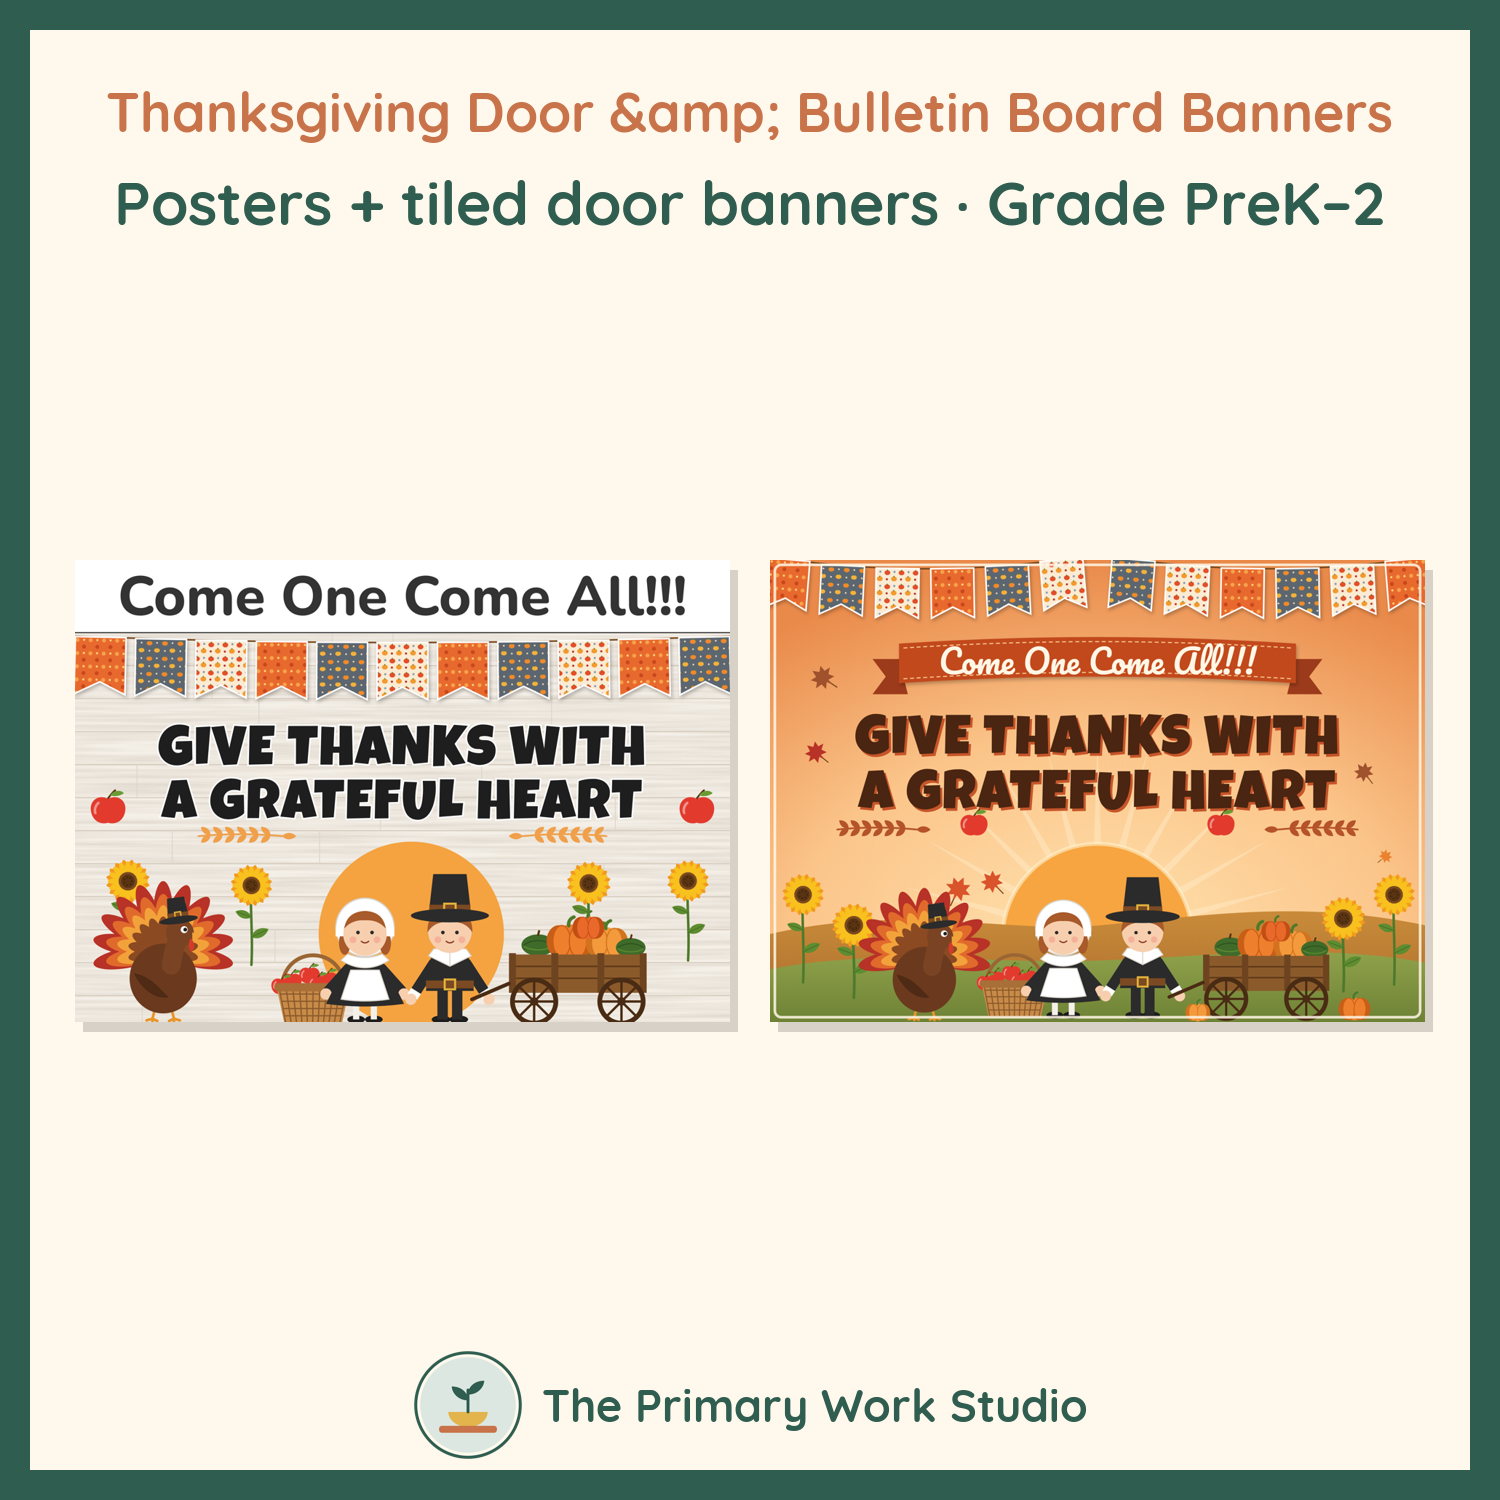 Thanksgiving Door &amp; Bulletin Board Banners
Posters + tiled door banners · Grade PreK–2
Come One Come All!!!
GIVE THANKS WITH
A GRATEFUL HEART
Come One Come All!!!
GIVE THANKS WITH
A GRATEFUL HEART
The Primary Work Studio